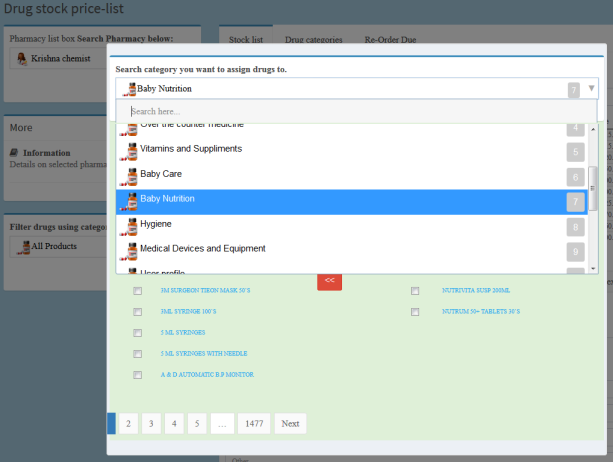 Drug stock price-list
Pharmacy list box Search Pharmacy below:
Krishna chemist
Stock list
Drug categories
Re-Order Due
More
Information
Details on selected pharma
Filter drugs using catego
All Products
Search category you want to assign drugs to.
Baby Nutrition
7
Search here...
Over the counter medicine
4
Vitamins and Suppliments
5
Baby Care
6
Baby Nutrition
7
Hygiene
8
Medical Devices and Equipment
9
User profile
<<
3M SURGEON TIEON MASK 50'S
NUTRIVITA SUSP 200ML
3ML SYRINGE 100'S
NUTRUM 50+ TABLETS 30'S
5 ML SYRINGES
5 ML SYRINGES WITH NEEDLE
A & D AUTOMATIC B.P MONITOR
2 3 4 5 ... 1477 Next
Other